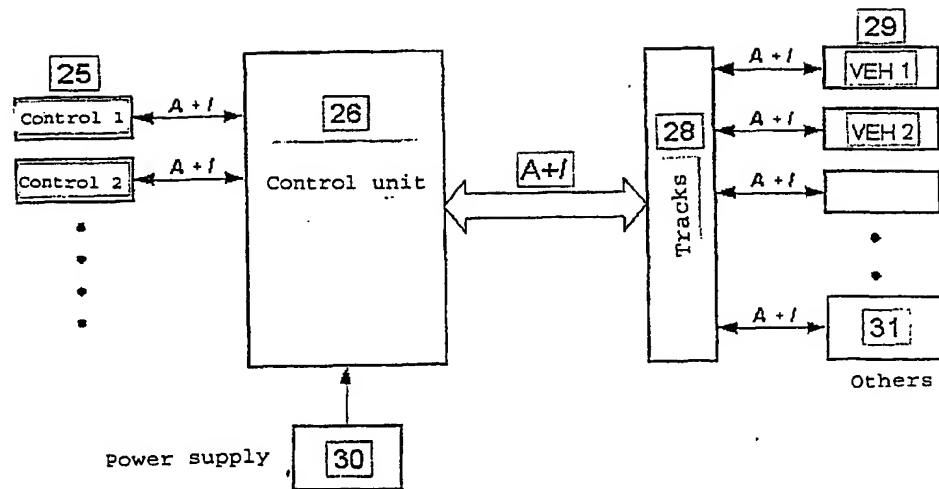 25
Control 1
A + I
Control 2
A + I
26
Control unit
A+I
28
Tracks
29
A + I
VEH 1
A + I
VEH 2
A + I
A + I
31
Others
Power supply
30